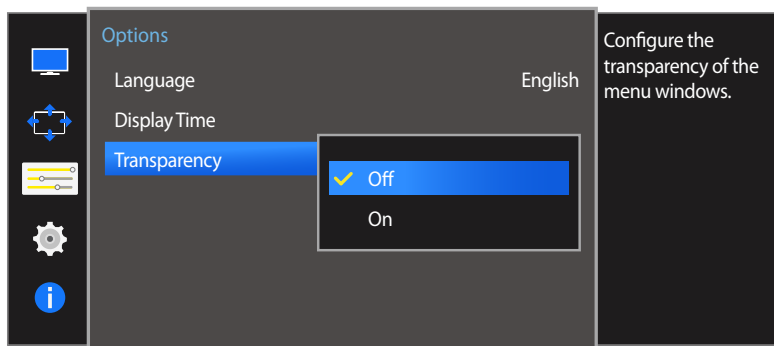 Options
Language English
Display Time
Transparency
Off
On
Configure the
transparency of the
menu windows.